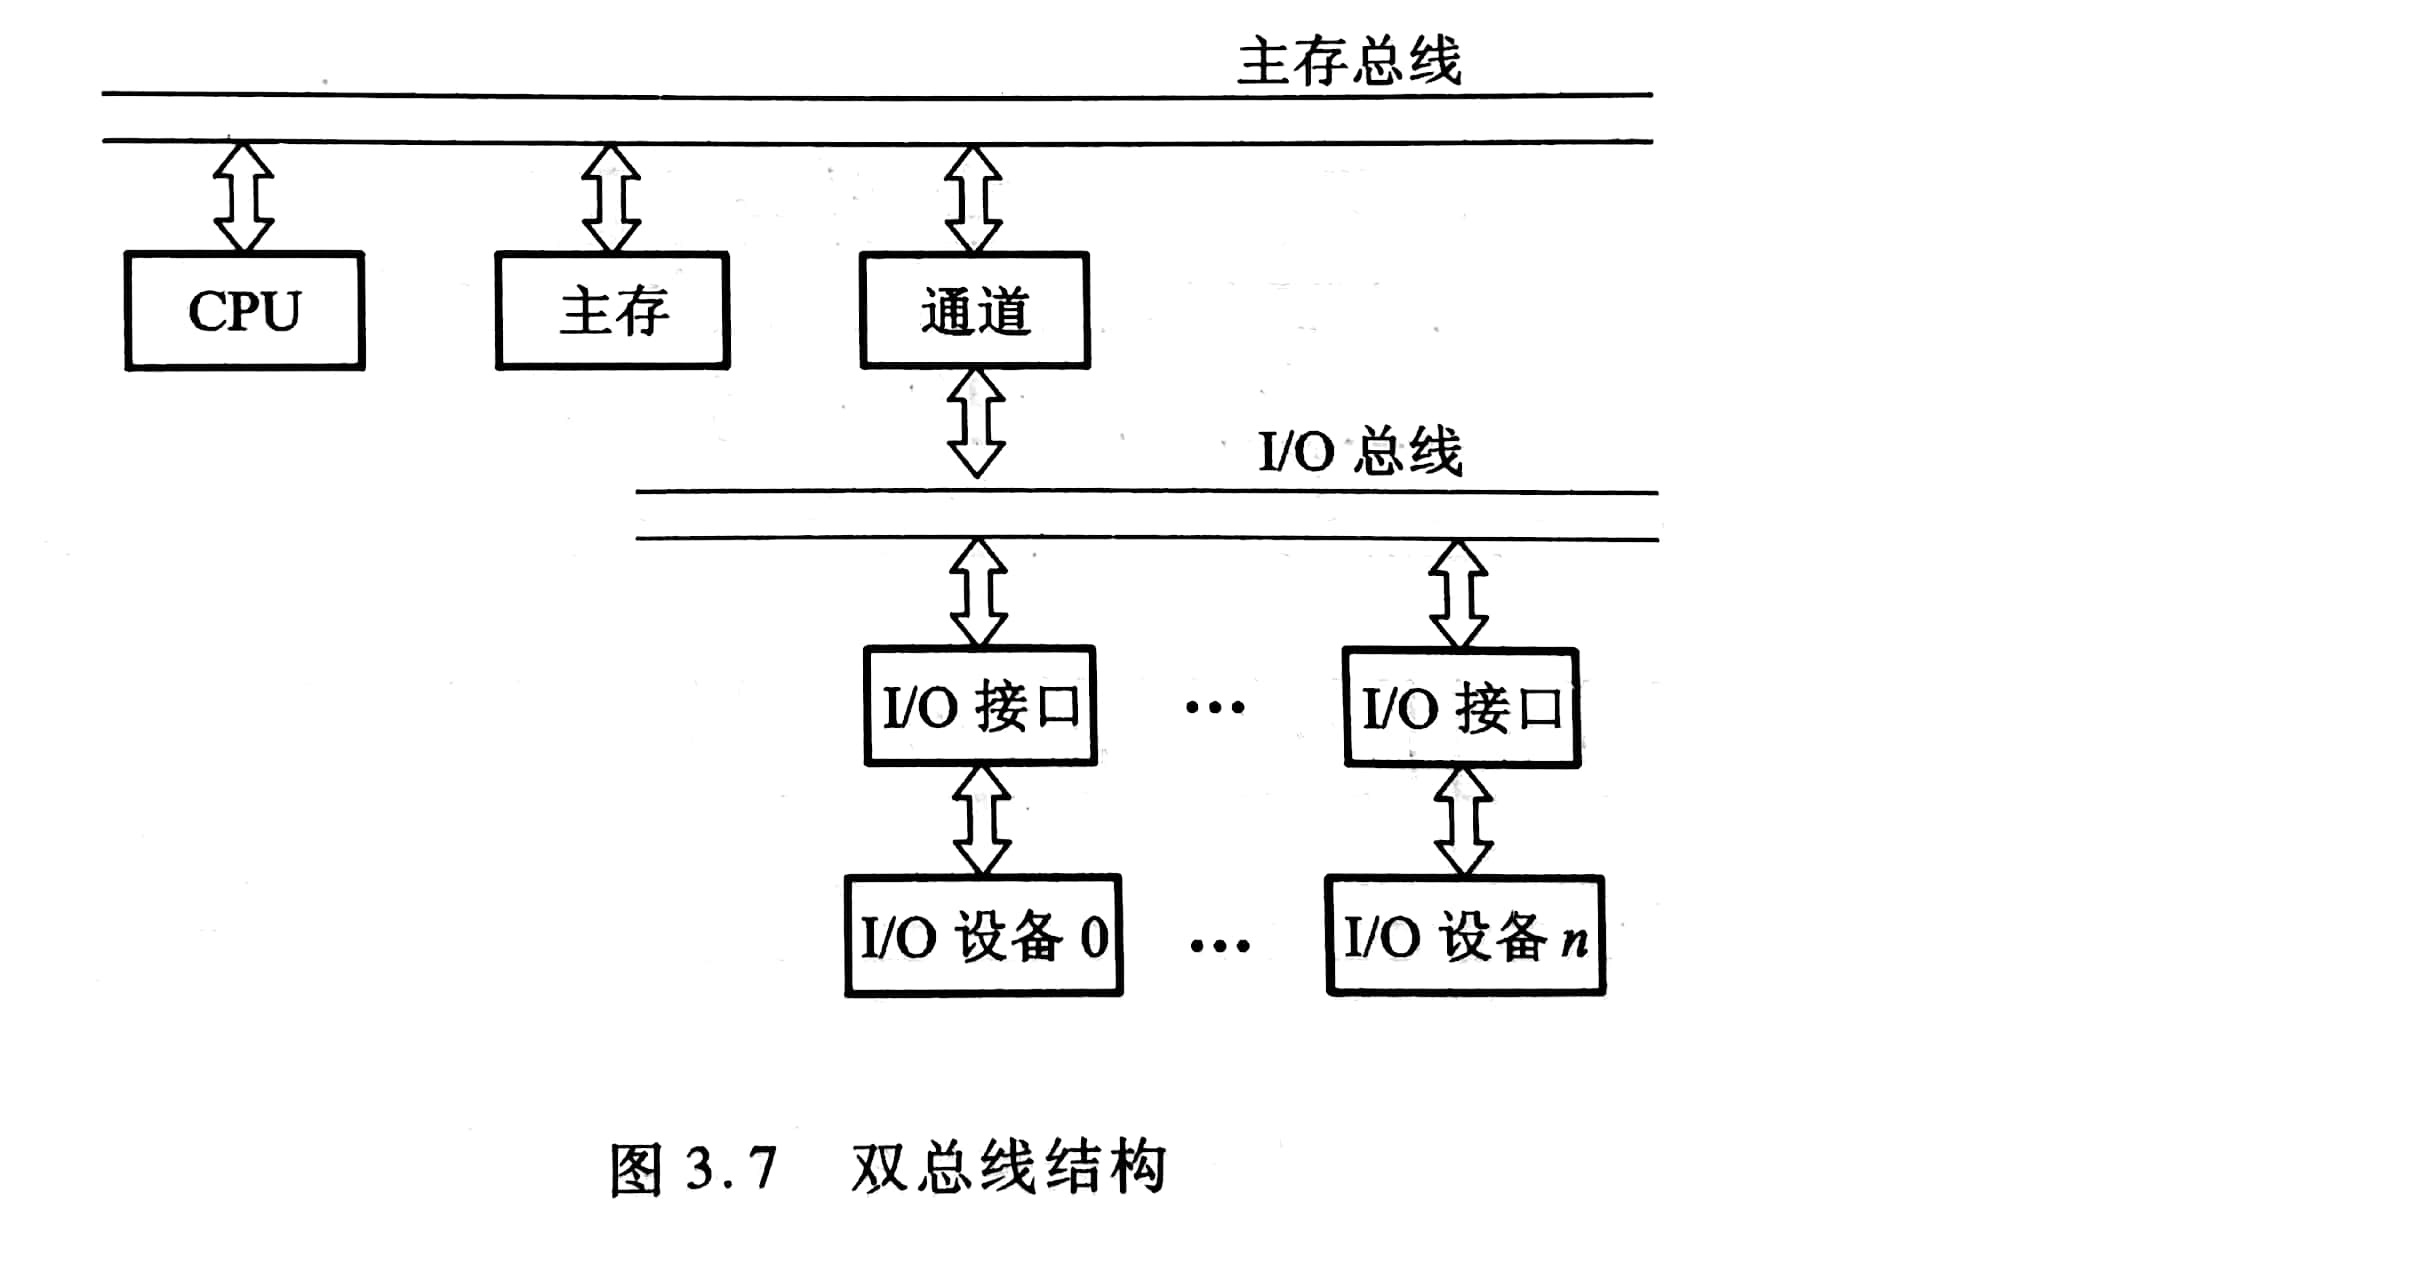 主存总线
CPU 主存 通道
I/O 总线
I/O 接口 … I/O 接口
I/O 设备 0 … I/O 设备 n
图 3.7 双总线结构